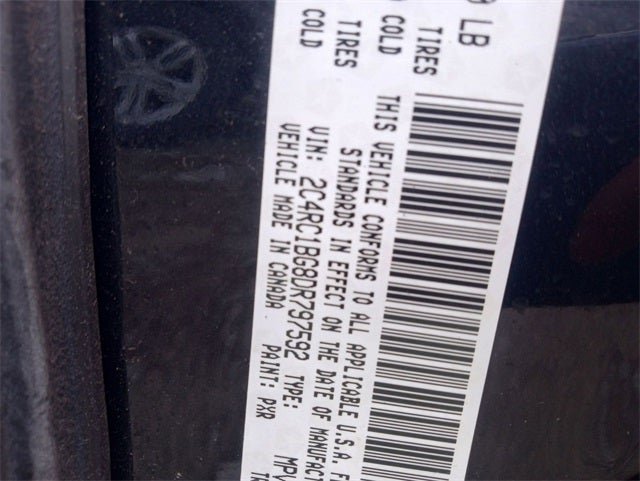 LB
TIRES COLD
TIRES COLD
THIS VEHICLE CONFORMS TO ALL APPLICABLE U.S.A.
STANDARDS IN EFFECT ON THE DATE OF
VIN: 2C4RC1BG8DR797592 TYPE: MPV
VEHICLE MADE IN CANADA PAINT: PXR